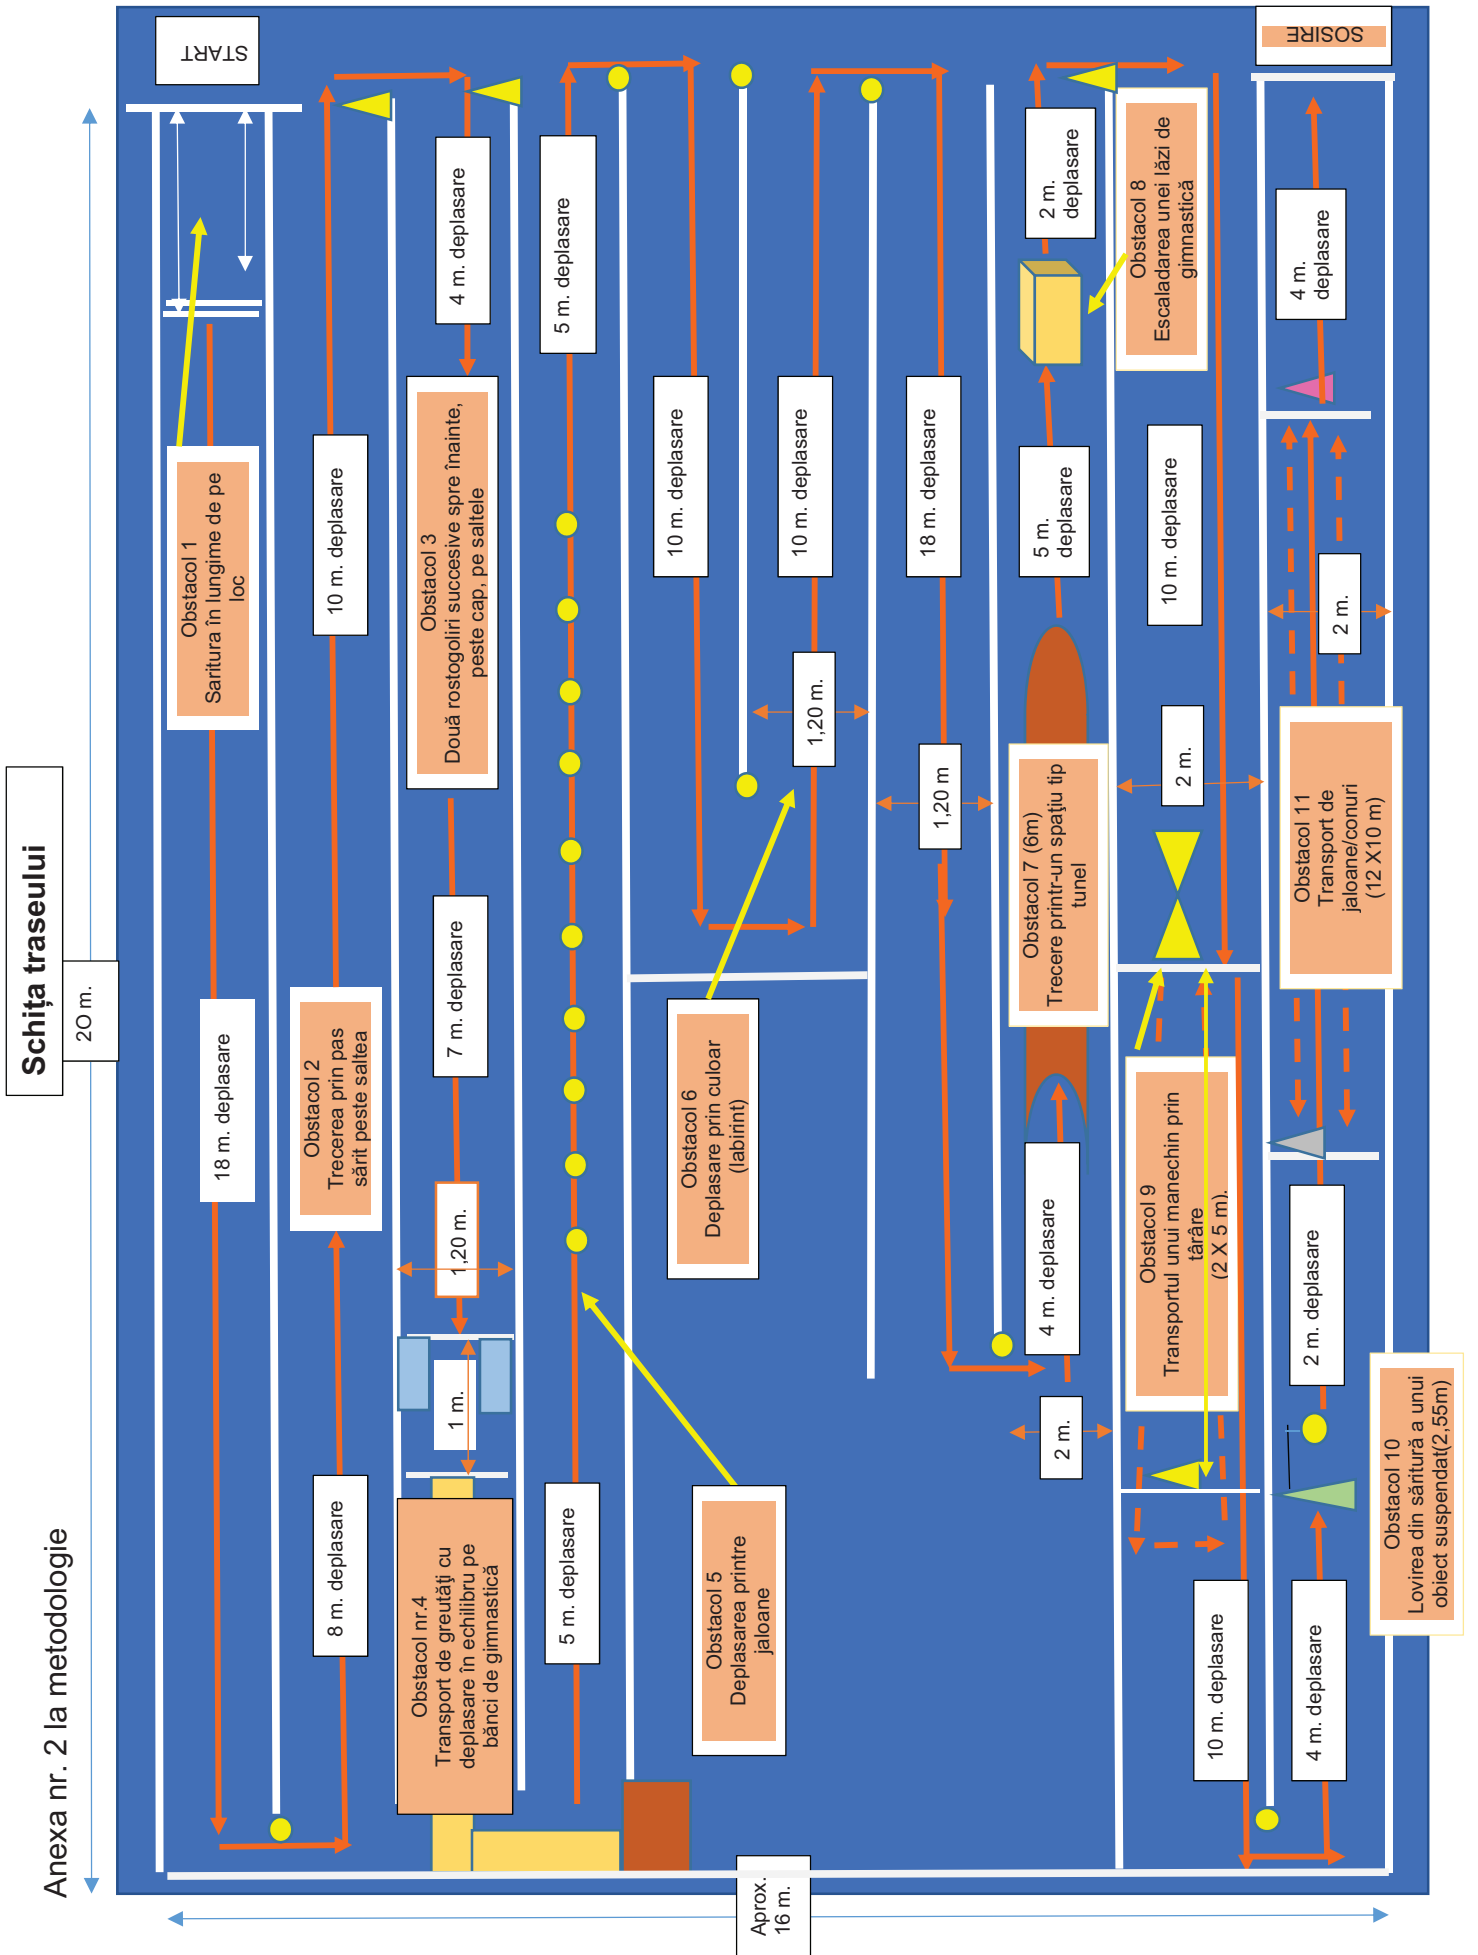 Anexa nr. 2 la metodologie
Schița traseului
2O m.
START
Obstacol 1
Saritura în lungime de pe
loc
18 m. deplasare
8 m. deplasare
Obstacol 2
Trecerea prin pas
sărit peste saltea
10 m. deplasare
4 m. deplasare
Obstacol 3
Două rostogoliri succesive spre înainte,
peste cap, pe saltele
7 m. deplasare
1,20 m.
1 m.
Obstacol nr.4
Transport de greutăţi cu
deplasare în echilibru pe
bănci de gimnastică
5 m. deplasare
Obstacol 5
Deplasarea printre
jaloane
5 m. deplasare
10 m. deplasare
Obstacol 6
Deplasare prin culoar
(labirint)
1,20 m.
10 m. deplasare
18 m. deplasare
1,20 m
2 m.
4 m. deplasare
Obstacol 7 (6m)
Trecere printr-un spaţiu tip
tunel
5 m.
deplasare
Obstacol 8
Escaladarea unei lăzi de
gimnastică
2 m.
deplasare
10 m. deplasare
2 m.
Obstacol 9
Transportul unui manechin prin
târâre
(2 X 5 m).
10 m. deplasare
4 m. deplasare
Obstacol 10
Lovirea din săritură a unui
obiect suspendat(2,55m)
2 m. deplasare
Obstacol 11
Transport de
jaloane/conuri
(12 X10 m)
2 m.
4 m.
deplasare
SOSIRE
Aprox.
16 m.